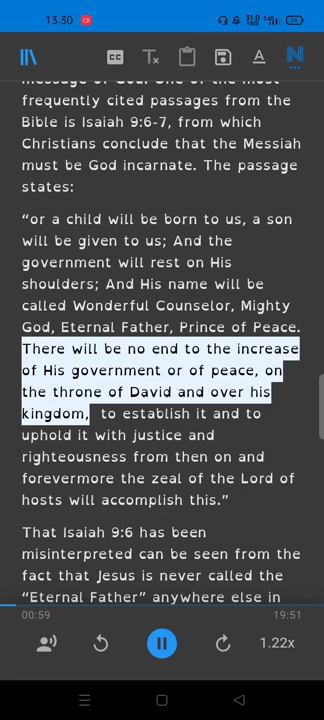 13.30
31.0 KB/s
4G
76
CC
T×
A
N
message of God. One of the most
frequently cited passages from the
Bible is Isaiah 9:6-7, from which
Christians conclude that the Messiah
must be God incarnate. The passage
states:
“or a child will be born to us, a son
will be given to us; And the
government will rest on His
shoulders; And His name will be
called Wonderful Counselor, Mighty
God, Eternal Father, Prince of Peace.
There will be no end to the increase
of His government or of peace, on
the throne of David and over his
kingdom, to establish it and to
uphold it with justice and
righteousness from then on and
forevermore the zeal of the Lord of
hosts will accomplish this.”
That Isaiah 9:6 has been
misinterpreted can be seen from the
fact that Jesus is never called the
“Eternal Father” anywhere else in
00:59
19:51
1.22x